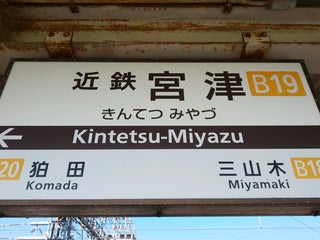 近鉄宮津 B19
きんてつ みやづ
Kintetsu-Miyazu
20 狛田 三山木 B18
Komada Miyamaki